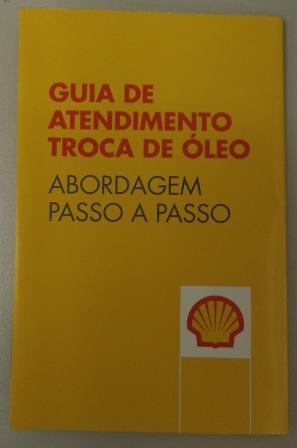 GUIA DE
ATENDIMENTO
TROCA DE ÓLEO
ABORDAGEM
PASSO A PASSO